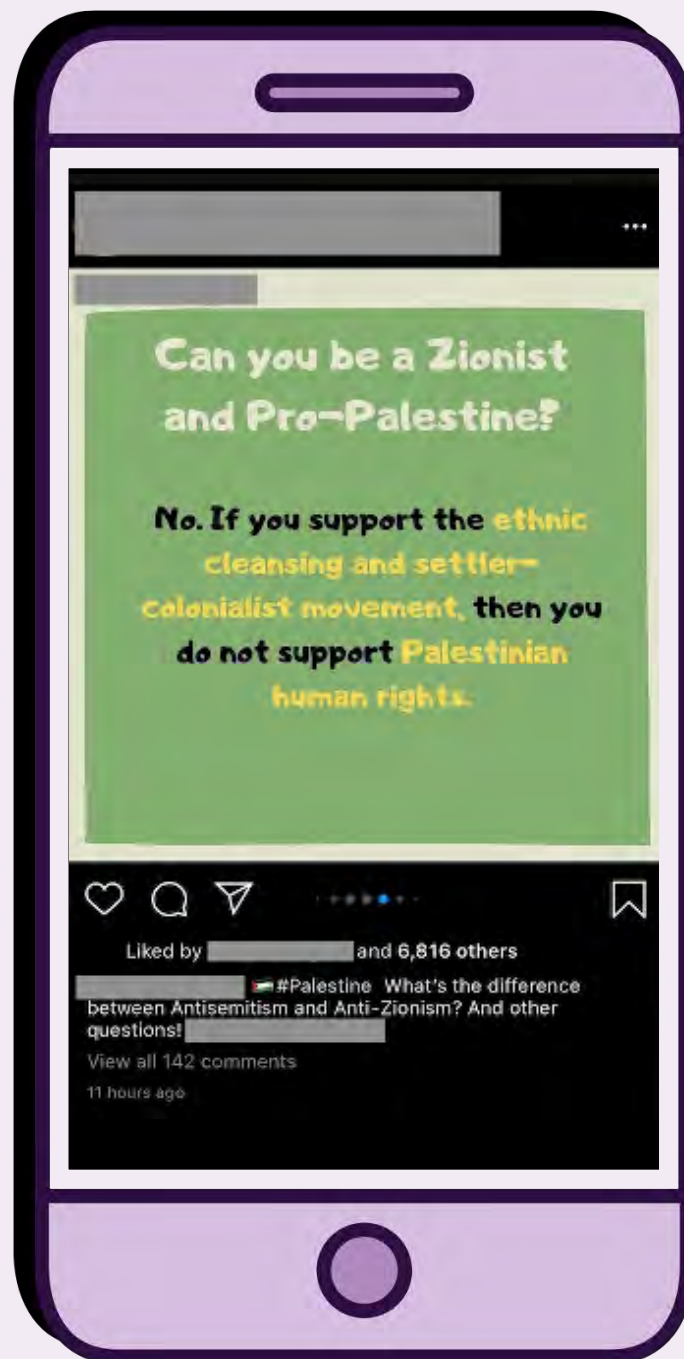 Can you be a Zionist
and Pro-Palestine?
No. If you support the ethnic
cleansing and settler-
colonialist movement, then you
do not support Palestinian
human rights.
Liked by and 6,816 others
#Palestine What's the difference
between Antisemitism and Anti-Zionism? And other
questions!
View all 142 comments
11 hours ago